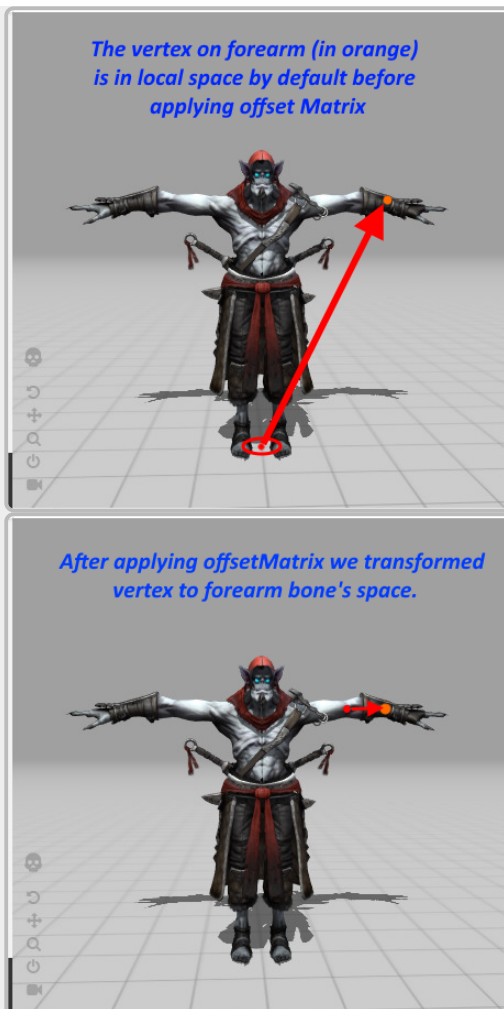 The vertex on forearm (in orange)
is in local space by default before
applying offset Matrix
After applying offsetMatrix we transformed
vertex to forearm bone's space.